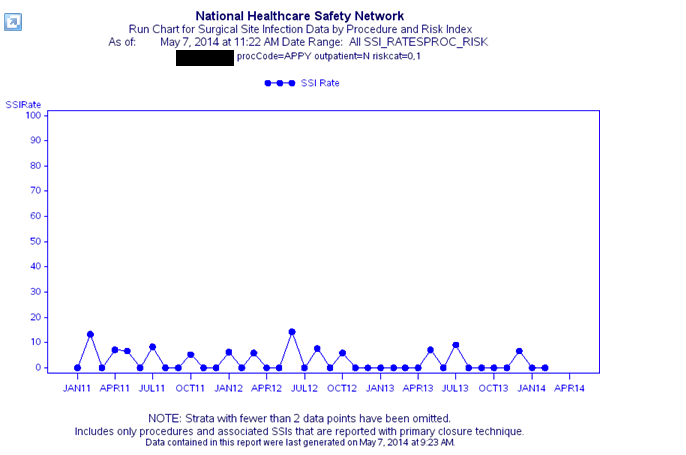 National Healthcare Safety Network
Run Chart for Surgical Site Infection Data by Procedure and Risk Index
As of: May 7, 2014 at 11:22 AM Date Range: All SSI_RATESPROC_RISK
procCode=APPY outpatient=N riskcat=0,1
SSI Rate
SSIRate
100
90
80
70
60
50
40
30
20
10
0
JAN11 APR11 JUL11 OCT11 JAN12 APR12 JUL12 OCT12 JAN13 APR13 JUL13 OCT13 JAN14 APR14
NOTE: Strata with fewer than 2 data points have been omitted.
Includes only procedures and associated SSIs that are reported with primary closure technique.
Data contained in this report were last generated on May 7, 2014 at 9:23 AM.